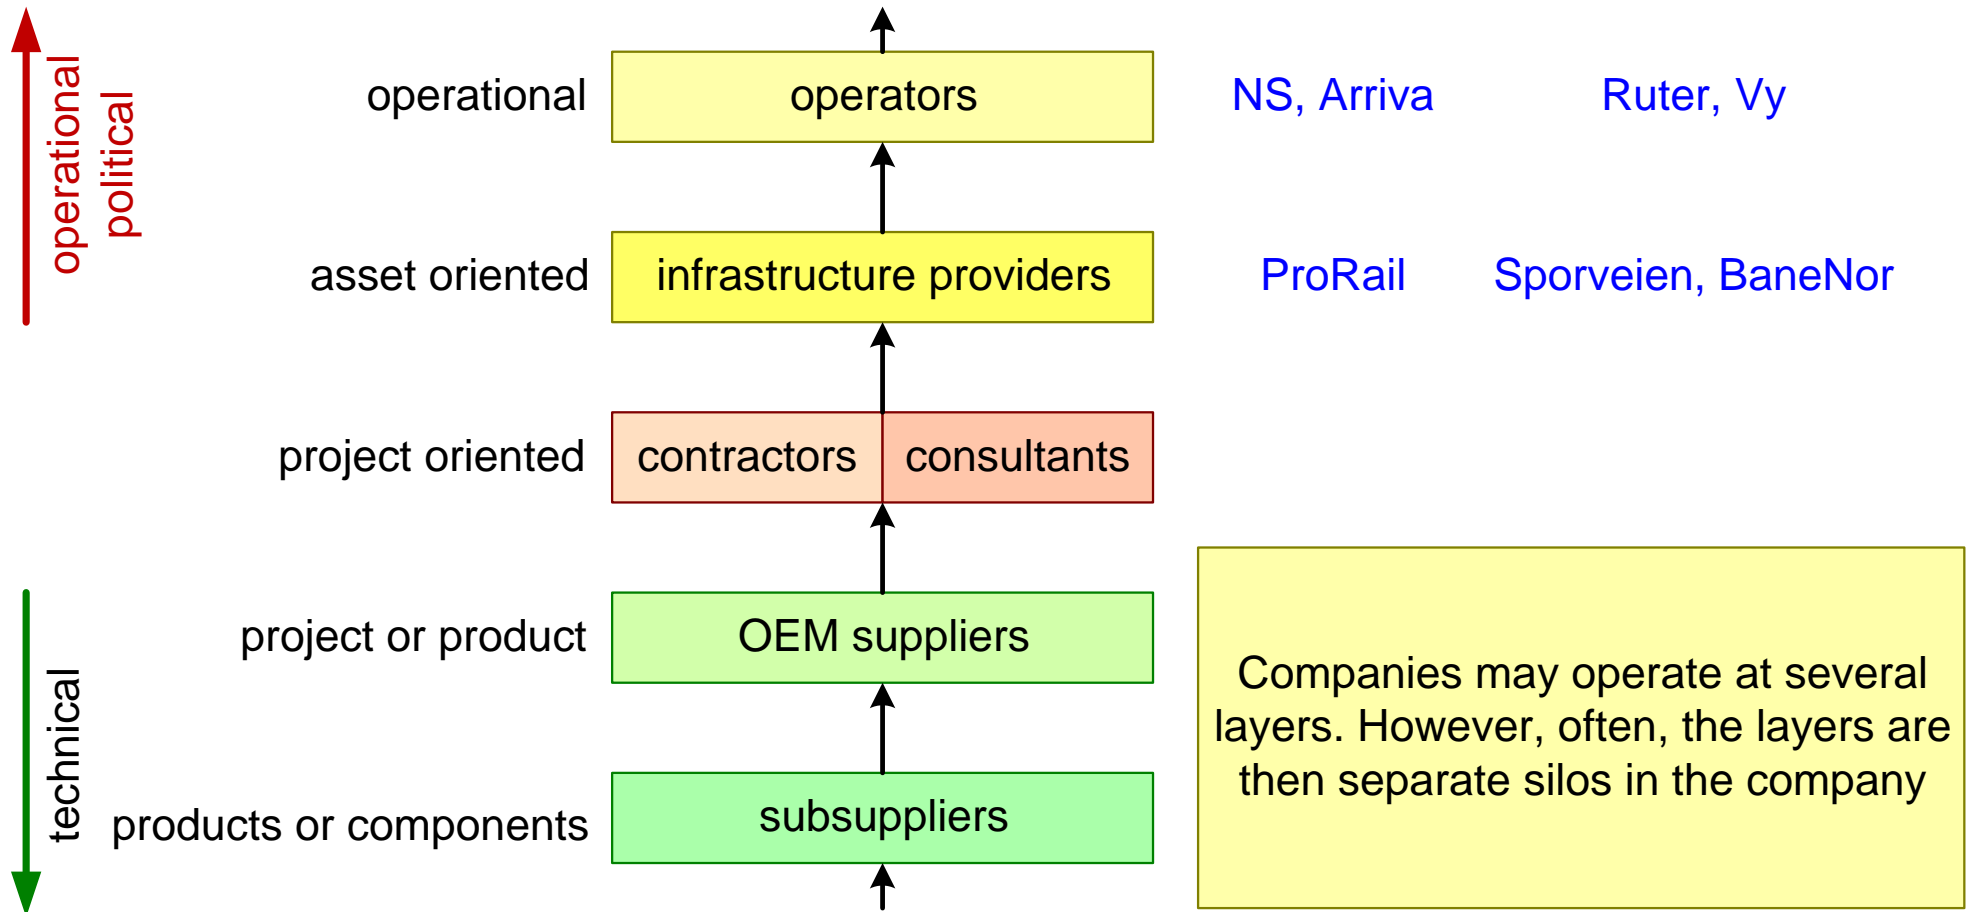 operational
political
operational
operators
NS, Arriva
Ruter, Vy
asset oriented
infrastructure providers
ProRail
Sporveien, BaneNor
project oriented
contractors
consultants
project or product
OEM suppliers
technical
products or components
subsuppliers
Companies may operate at several
layers. However, often, the layers are
then separate silos in the company